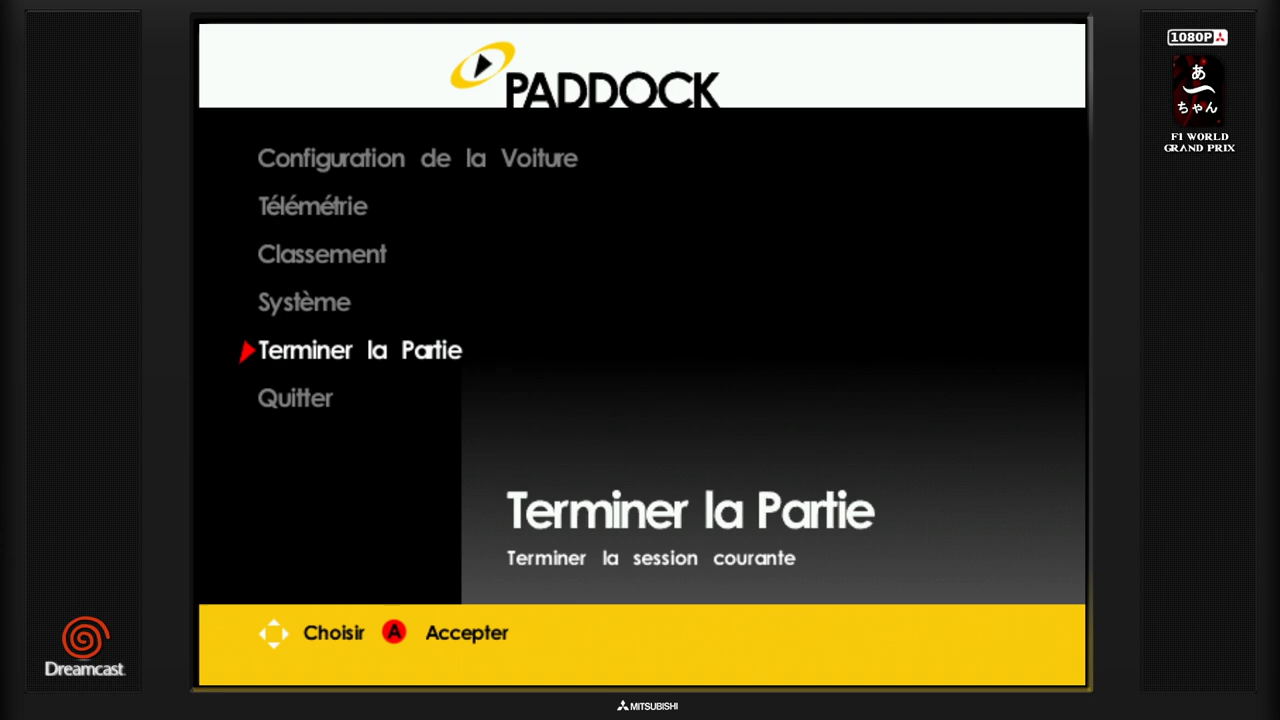 PADDOCK
Configuration de la Voiture
Télémétrie
Classement
Système
Terminer la Partie
Quitter
Terminer la Partie
Terminer la session courante
Choisir A Accepter
1080P
あ
ー
ちゃん
F1 WORLD
GRAND PRIX
Dreamcast
MITSUBISHI